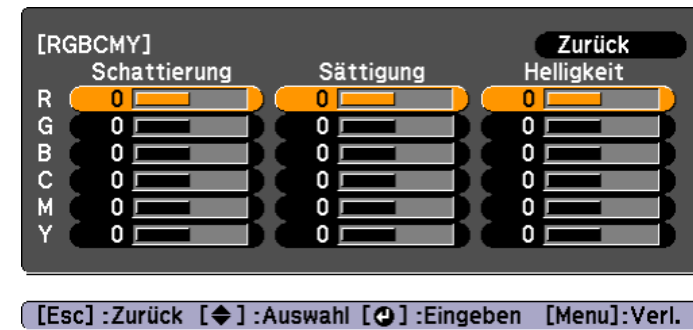 [RGBCMY] Zurück
Schattierung Sättigung Helligkeit
R 0 0 0
G 0 0 0
B 0 0 0
C 0 0 0
M 0 0 0
Y 0 0 0
[Esc] :Zurück [◆] :Auswahl [↵] :Eingeben [Menu]:Verl.